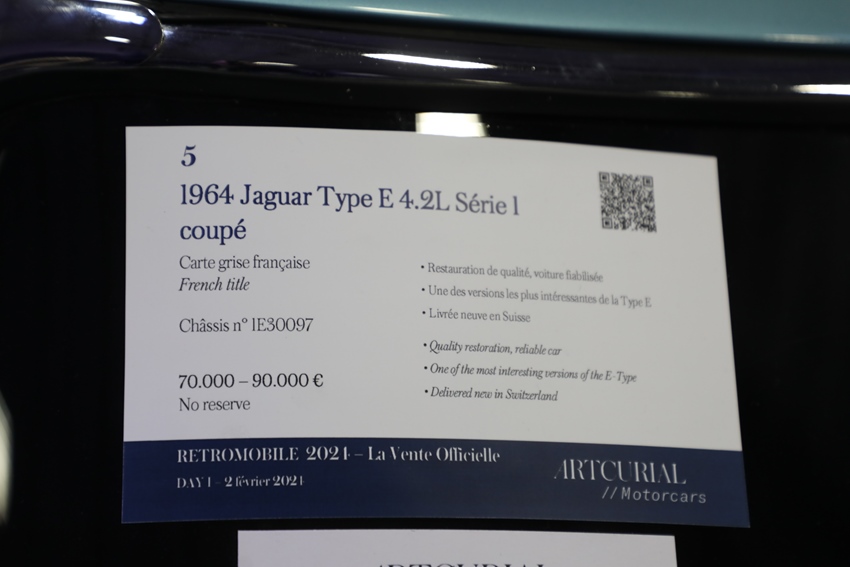 5
1964 Jaguar Type E 4.2L Série 1
coupé
Carte grise française
French title
Châssis n° 1E30097
70.000 – 90.000 €
No reserve
• Restauration de qualité, voiture fiabilisée
• Une des versions les plus intéressantes de la Type E
• Livrée neuve en Suisse
• Quality restoration, reliable car
• One of the most interesting versions of the E-Type
• Delivered new in Switzerland
RETROMOBILE 2024 – La Vente Officielle
DAY 1 – 2 février 2024
ARTCURIAL
//Motorcars
ARTCURIAL